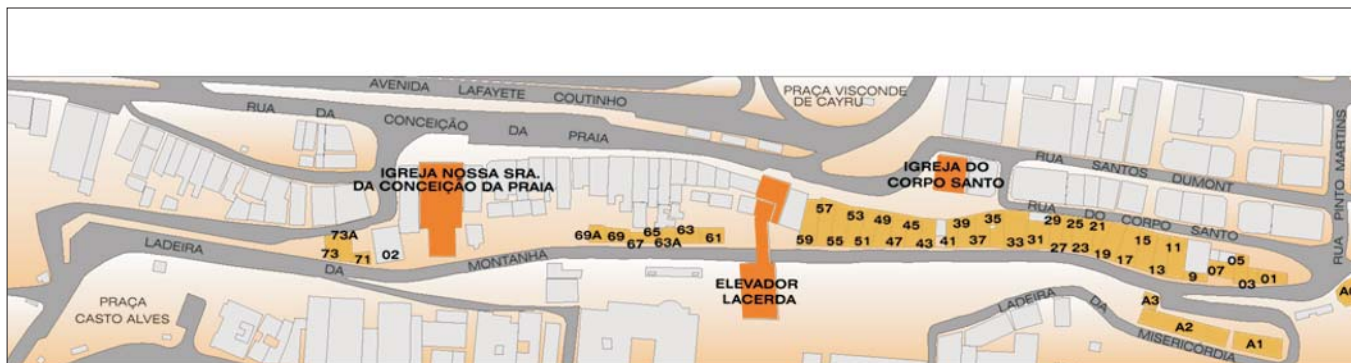 AVENIDA LAFAYETE COUTINHO
RUA DA CONCEIÇÃO DA PRAIA
PRAÇA VISCONDE
DE CAYRU
IGREJA NOSSA SRA.
DA CONCEIÇÃO DA PRAIA
IGREJA DO
CORPO SANTO
RUA SANTOS DUMONT
RUA DO CORPO SANTO
RUA PINTO MARTINS
LADEIRA DA MONTANHA
PRAÇA
CASTO ALVES
ELEVADOR
LACERDA
LADEIRA DA MISERICÓRDIA
73A
73
71
02
69A
69
67
65
63A
63
61
59
57
55
53
51
49
47
45
43
41
39
37
35
33
31
29
27
25
23
21
19
17
15
13
11
9
07
05
03
01
A3
A2
A1